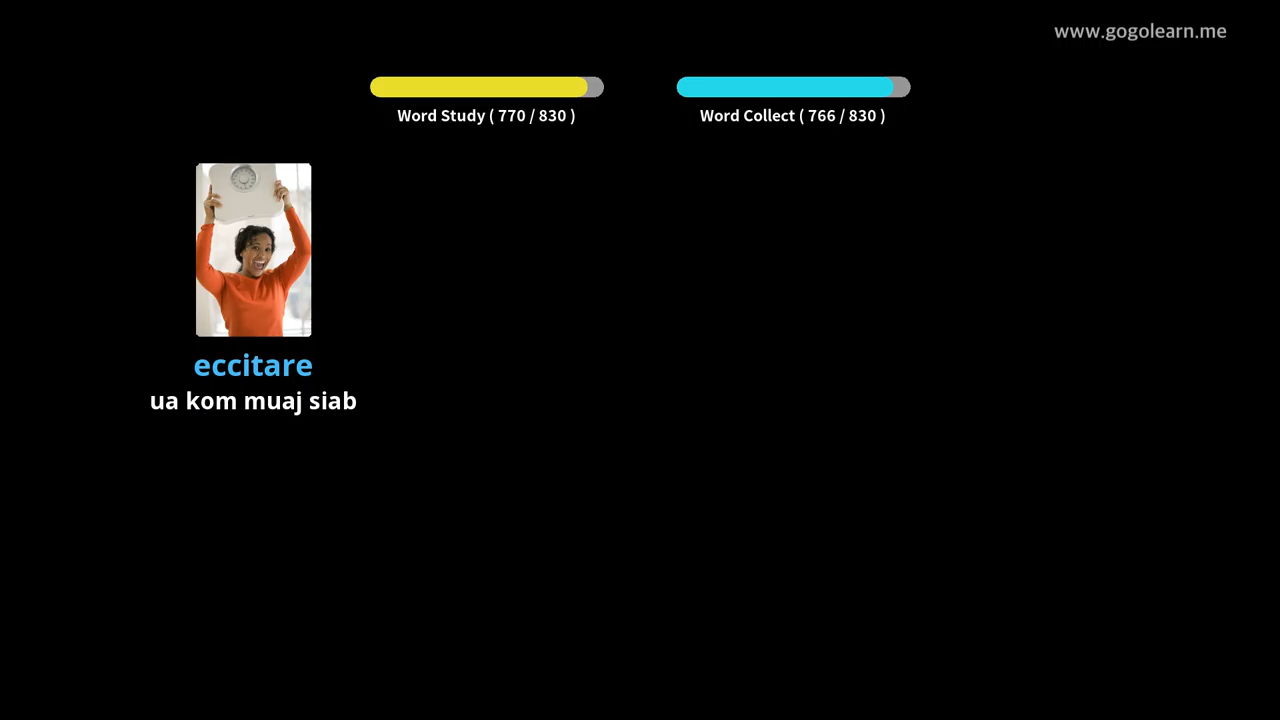 www.gogolearn.me
Word Study ( 770 / 830 )
Word Collect ( 766 / 830 )
eccitare
ua kom muaj siab